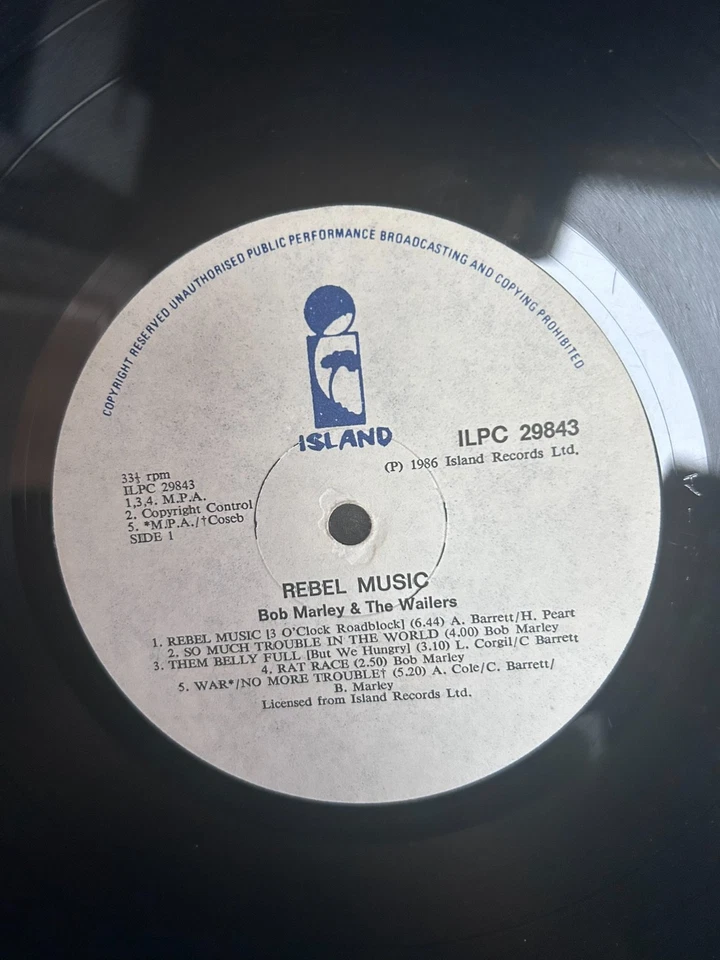 COPYRIGHT RESERVED UNAUTHORISED PUBLIC PERFORMANCE BROADCASTING AND COPYING PROHIBITED
ISLAND
ILPC 29843
(P) 1986 Island Records Ltd.
33⅓ rpm
ILPC 29843
1,3,4. M.P.A.
2. Copyright Control
5. *M.P.A./†Coseb
SIDE 1
REBEL MUSIC
Bob Marley & The Wailers
1. REBEL MUSIC [3 O'Clock Roadblock] (6.44) A. Barrett/H. Peart
2. SO MUCH TROUBLE IN THE WORLD (4.00) Bob Marley
3. THEM BELLY FULL [But We Hungry] (3.10) L. Corgil/C Barrett
4. RAT RACE (2.50) Bob Marley
5. WAR*/NO MORE TROUBLE† (5.20) A. Cole/C. Barrett/
B. Marley
Licensed from Island Records Ltd.